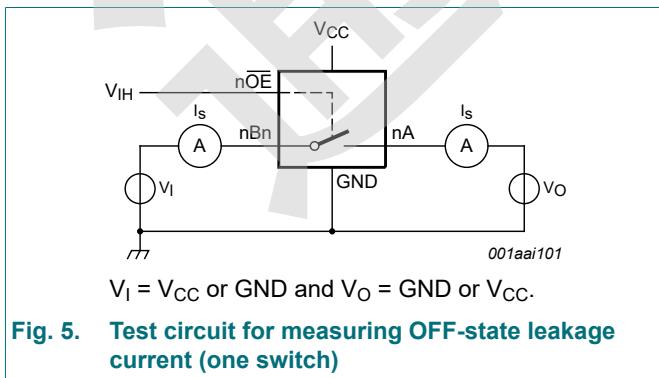 VCC
nOE
VIH
Is
Is
nBn
nA
A
A
VI
GND
VO
001aai101
VI = VCC or GND and VO = GND or VCC.
Fig. 5. Test circuit for measuring OFF-state leakage
current (one switch)